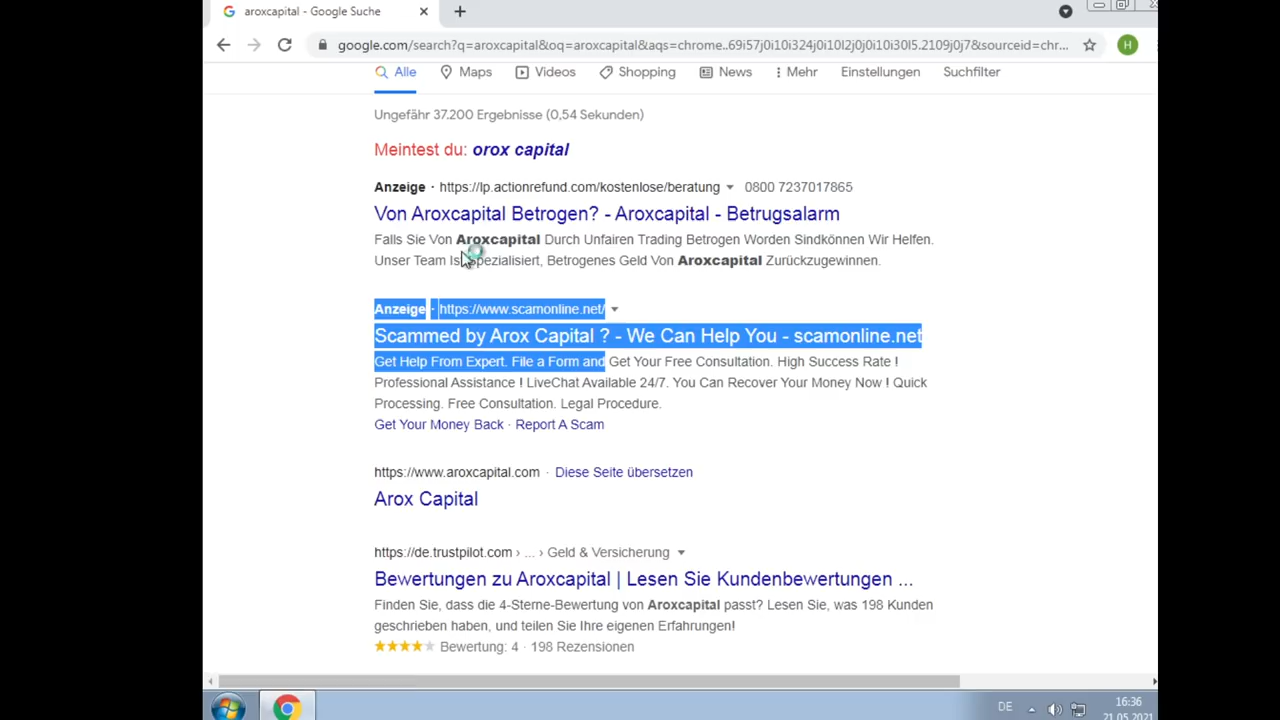 aroxcapital - Google Suche
google.com/search?q=aroxcapital&oq=aroxcapital&aqs=chrome..69i57j0i10i324j0i10l2j0j0i10i30l5.2109j0j7&sourceid=chr...
H
Alle Maps Videos Shopping News Mehr Einstellungen Suchfilter
Ungefähr 37.200 Ergebnisse (0,54 Sekunden)
Meintest du: orox capital
Anzeige · https://lp.actionrefund.com/kostenlose/beratung 0800 7237017865
Von Aroxcapital Betrogen? - Aroxcapital - Betrugsalarm
Falls Sie Von Aroxcapital Durch Unfairen Trading Betrogen Worden Sindkönnen Wir Helfen.
Unser Team Ist Spezialisiert, Betrogenes Geld Von Aroxcapital Zurückzugewinnen.
Anzeige · https://www.scamonline.net/
Scammed by Arox Capital ? - We Can Help You - scamonline.net
Get Help From Expert. File a Form and Get Your Free Consultation. High Success Rate !
Professional Assistance ! LiveChat Available 24/7. You Can Recover Your Money Now ! Quick
Processing. Free Consultation. Legal Procedure.
Get Your Money Back · Report A Scam
https://www.aroxcapital.com · Diese Seite übersetzen
Arox Capital
https://de.trustpilot.com › ... › Geld & Versicherung
Bewertungen zu Aroxcapital | Lesen Sie Kundenbewertungen ...
Finden Sie, dass die 4-Sterne-Bewertung von Aroxcapital passt? Lesen Sie, was 198 Kunden
geschrieben haben, und teilen Sie Ihre eigenen Erfahrungen!
Bewertung: 4 · 198 Rezensionen
DE 16:36
21.05.2021